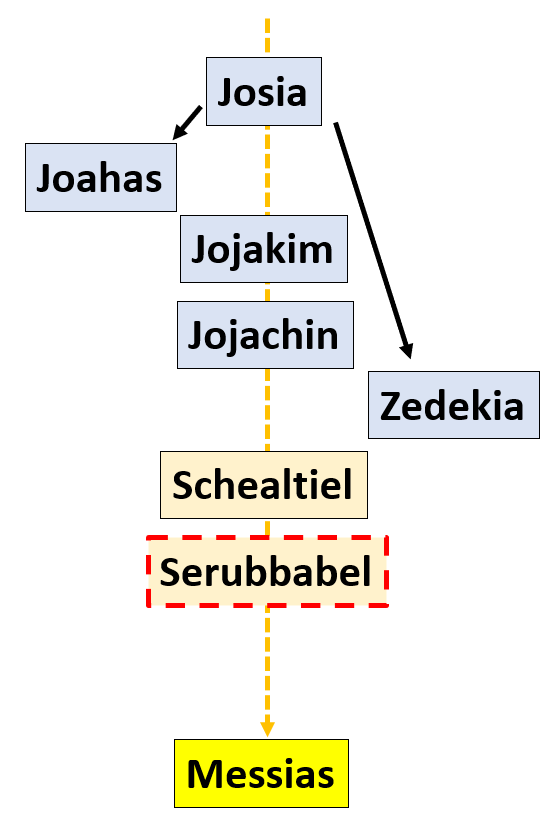 Josia
Joahas
Jojakim
Jojachin
Zedekia
Schealtiel
Serubbabel
Messias